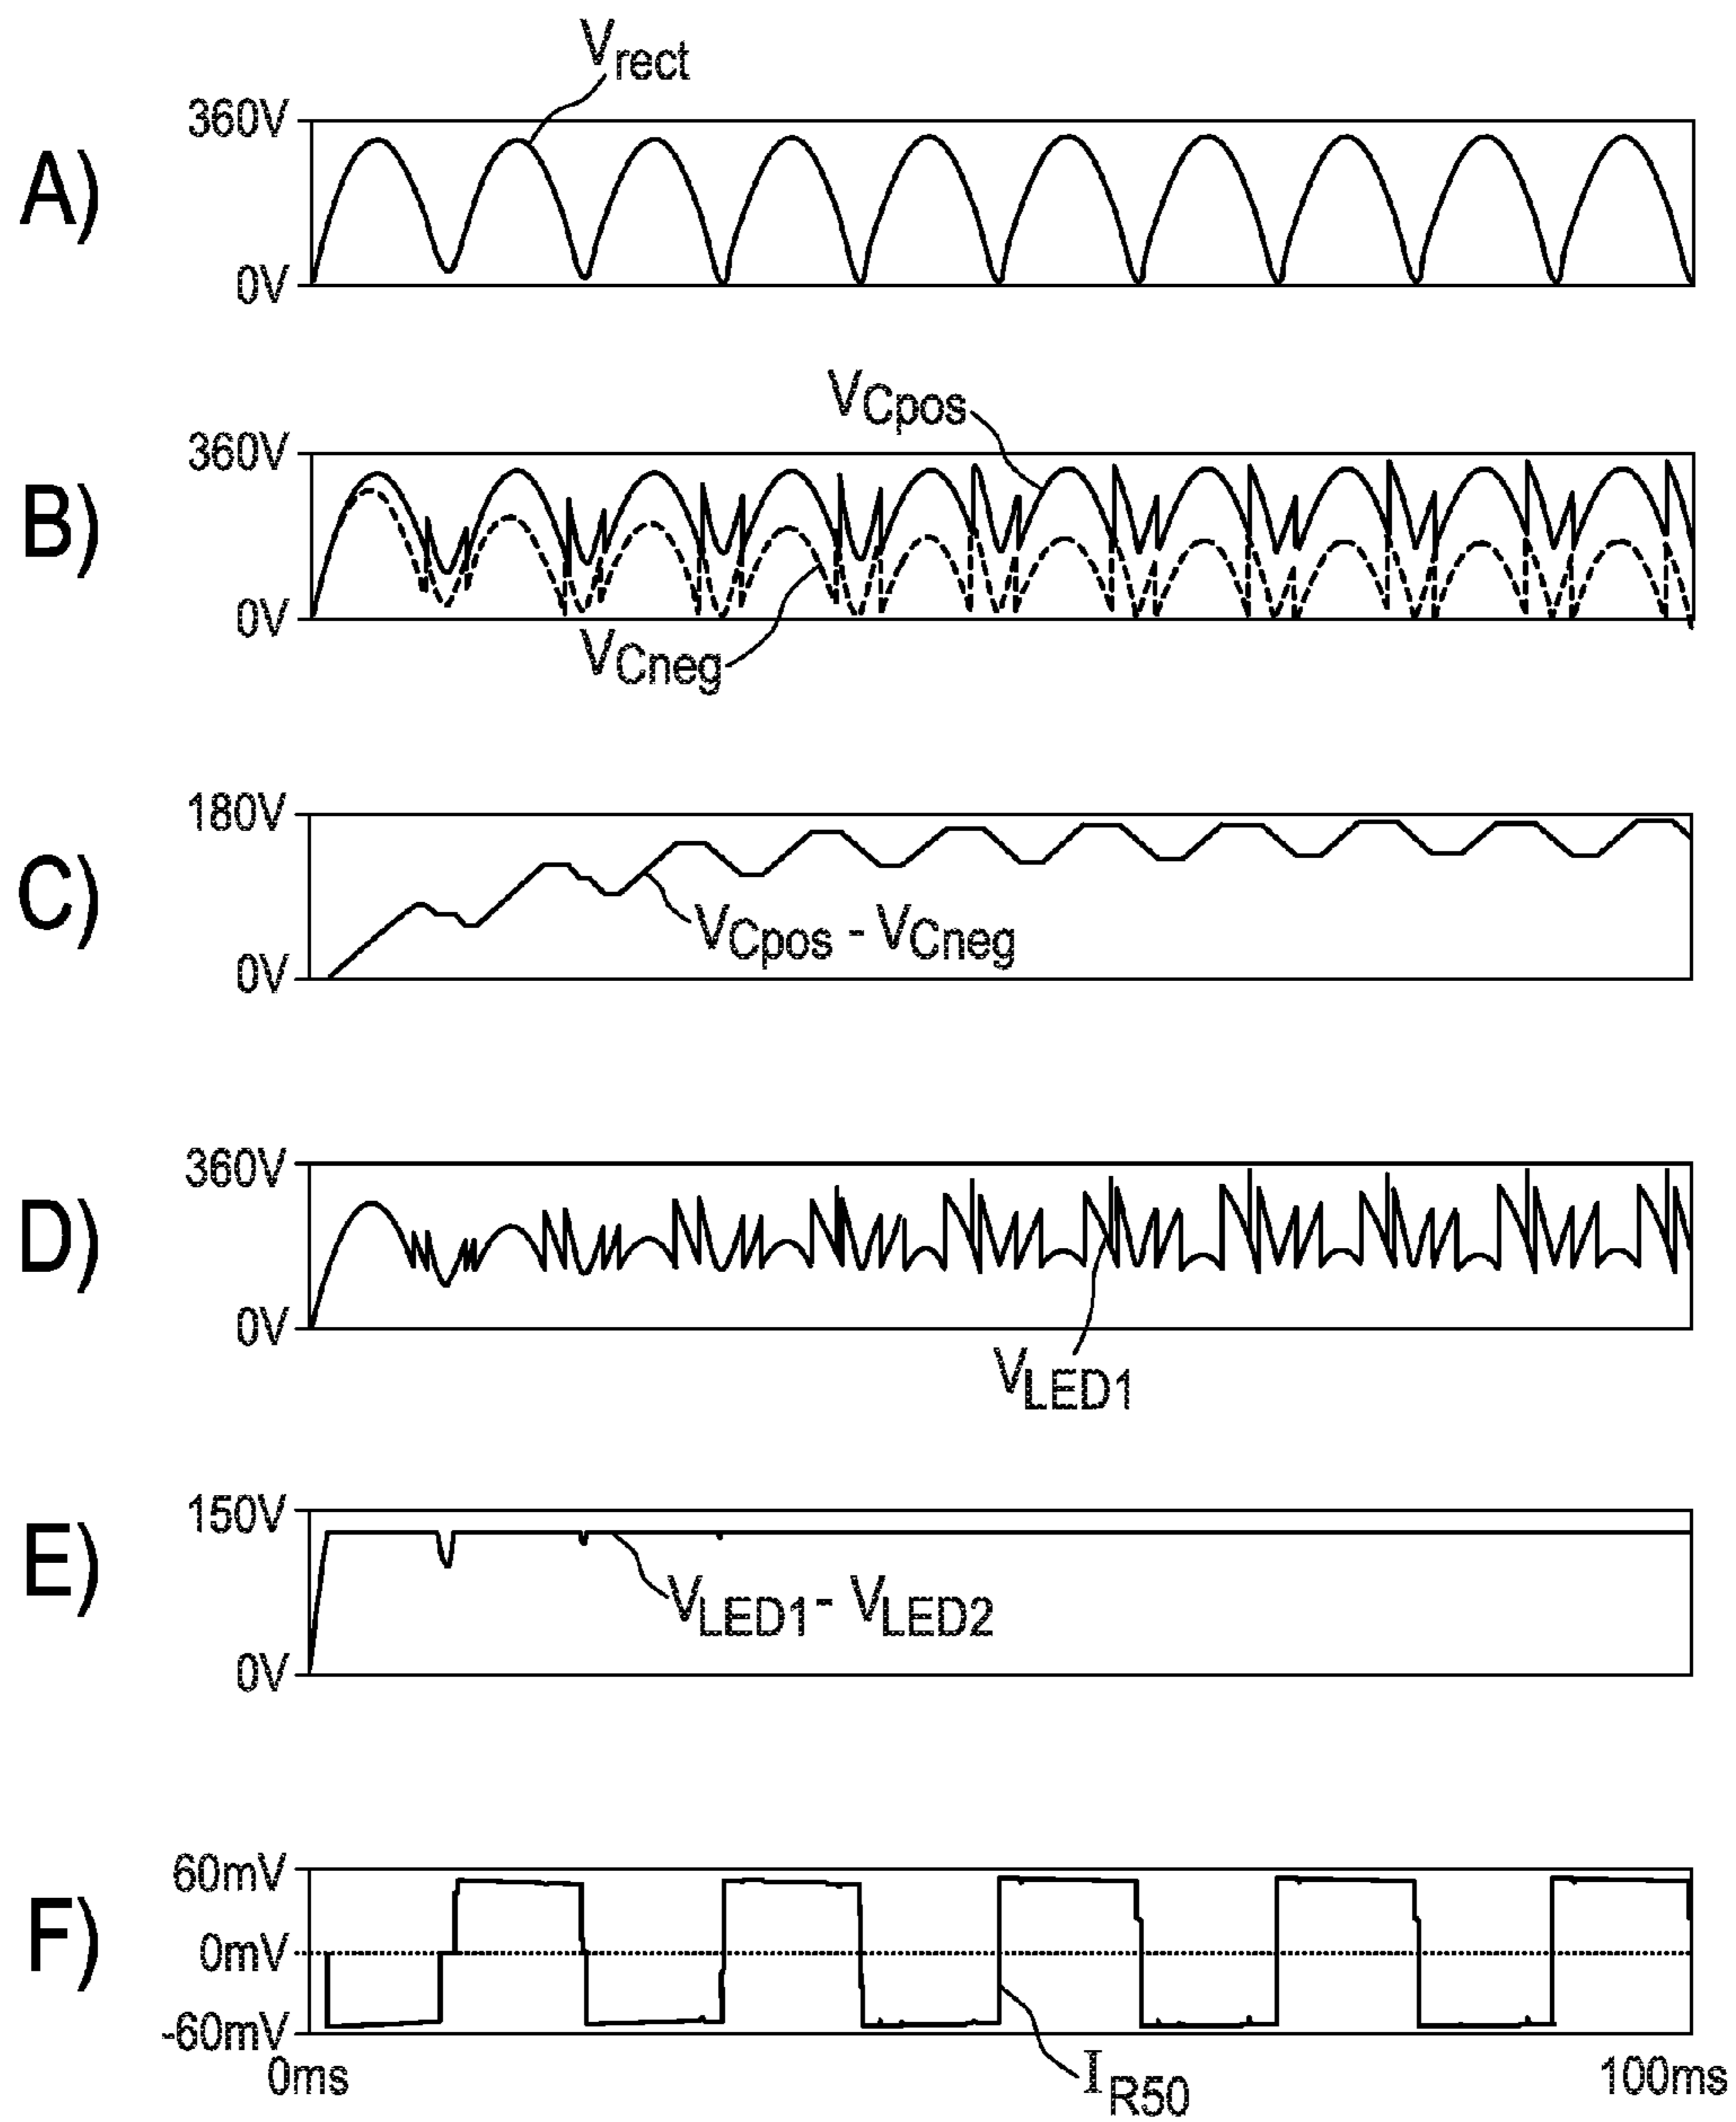 Vrect
360V
A)
0V
VCpos
360V
B)
0V
VCneg
180V
C)
VCpos - VCneg
0V
360V
D)
0V
VLED1
150V
E)
VLED1- VLED2
0V
60mV
F)
0mV
-60mV
0ms
100ms
IR50